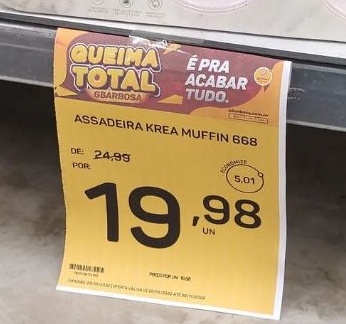 QUEIMA
TOTAL
GBARBOSA
É PRA
ACABAR
TUDO.
ASSADEIRA KREA MUFFIN 668
DE: 24,99
POR:
ECONOMIZE
5,01
19,98
UN